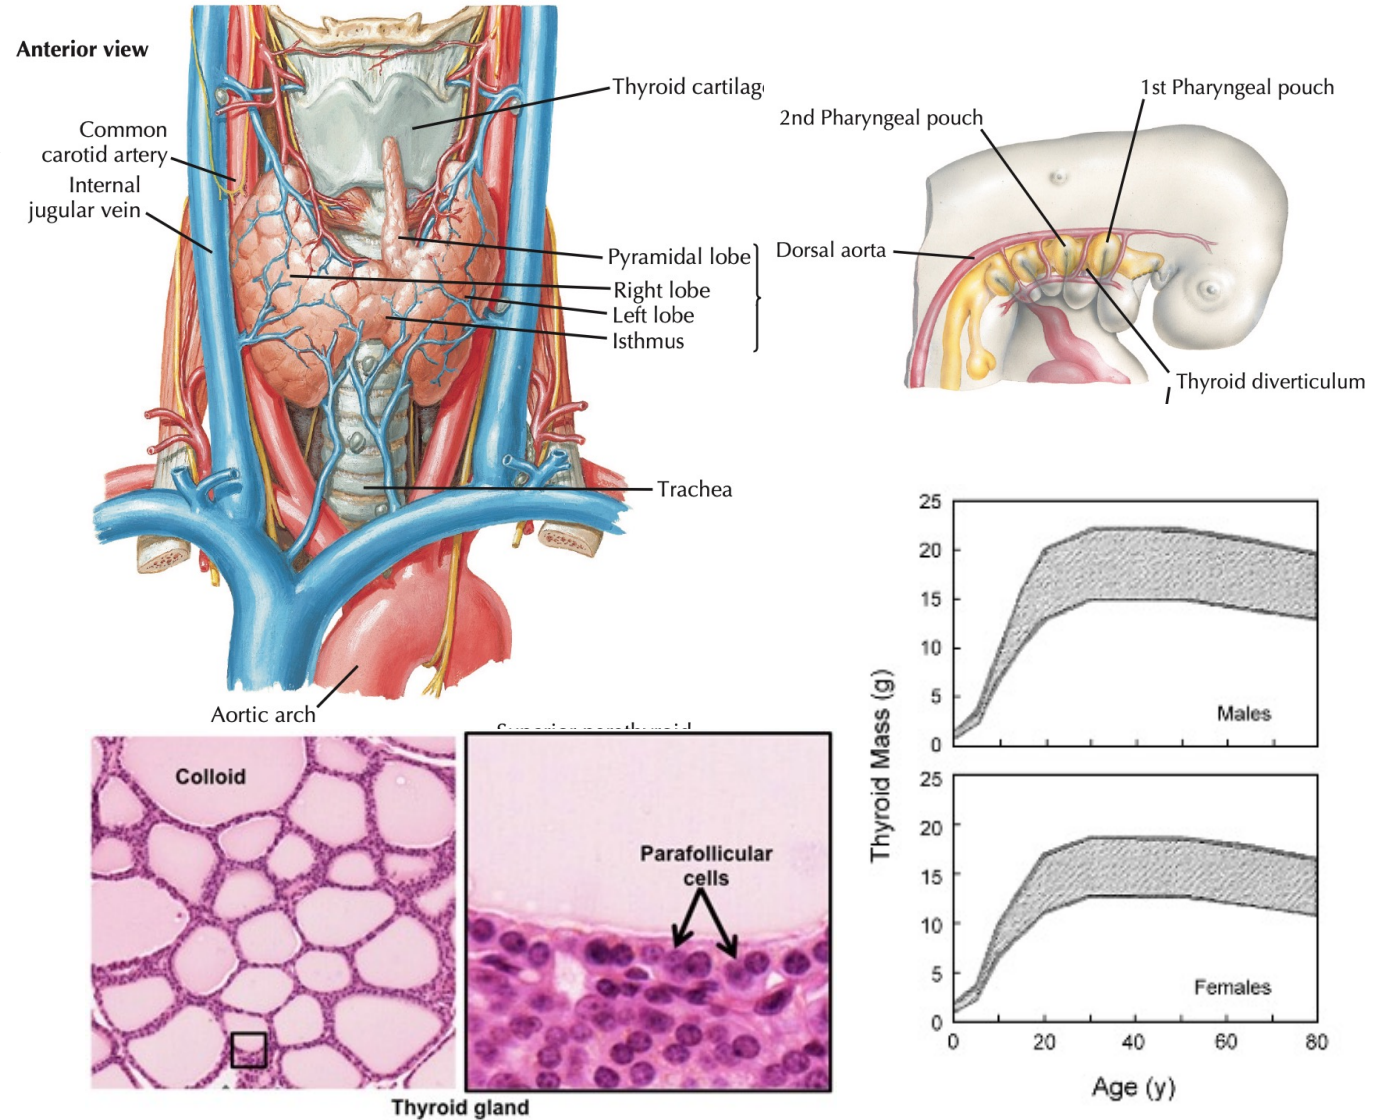 Anterior view
Common
carotid artery
Internal
jugular vein
Thyroid cartilag
Pyramidal lobe
Right lobe
Left lobe
Isthmus
Trachea
Aortic arch
1st Pharyngeal pouch
2nd Pharyngeal pouch
Dorsal aorta
Thyroid diverticulum
Colloid
Parafollicular
cells
Thyroid gland
Thyroid Mass (g)
25
20
15
10
5
0
Males
25
20
15
10
5
0
Females
0 20 40 60 80
Age (y)